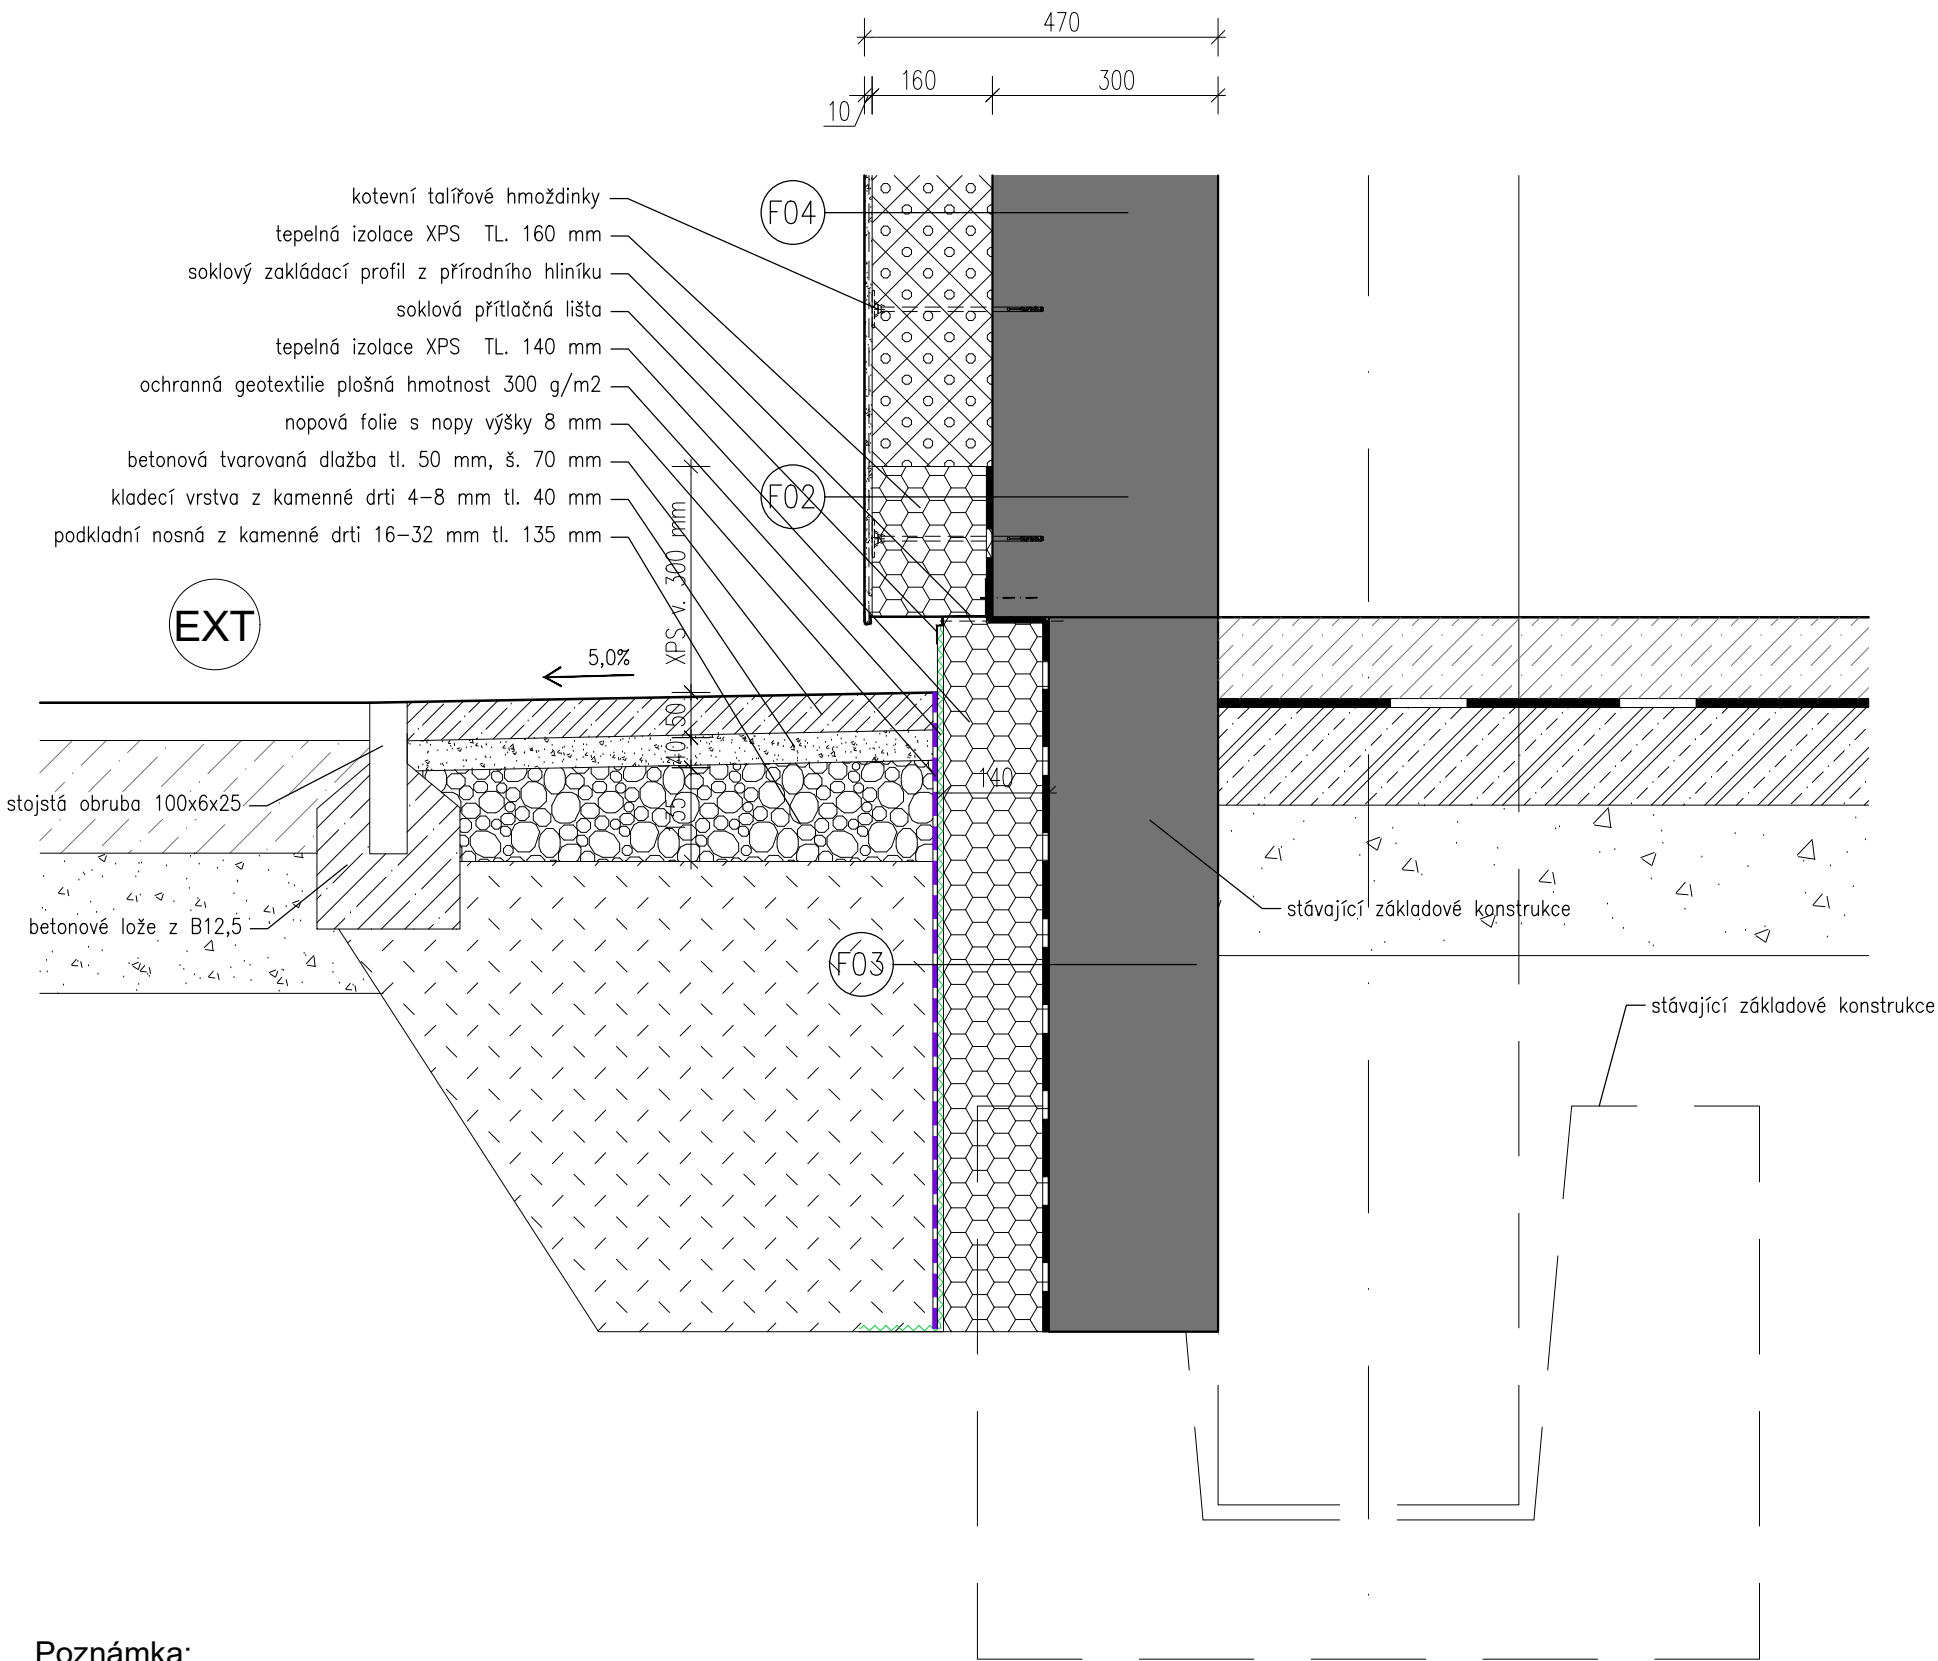 470
160
300
10
kotevní talířové hmoždinky
F04
tepelná izolace XPS TL. 160 mm
soklový zakládací profil z přírodního hliníku
soklová přítlačná lišta
tepelná izolace XPS TL. 140 mm
ochranná geotextilie plošná hmotnost 300 g/m2
nopová folie s nopy výšky 8 mm
betonová tvarovaná dlažba tl. 50 mm, š. 70 mm
kladecí vrstva z kamenné drti 4-8 mm tl. 40 mm
F02
podkladní nosná z kamenné drti 16-32 mm tl. 135 mm
XPS v. 300 mm
EXT
5,0%
50
40
135
140
stojstá obruba 100x6x25
stávající základové konstrukce
betonové lože z B12,5
F03
stávající základové konstrukce
Poznámka: